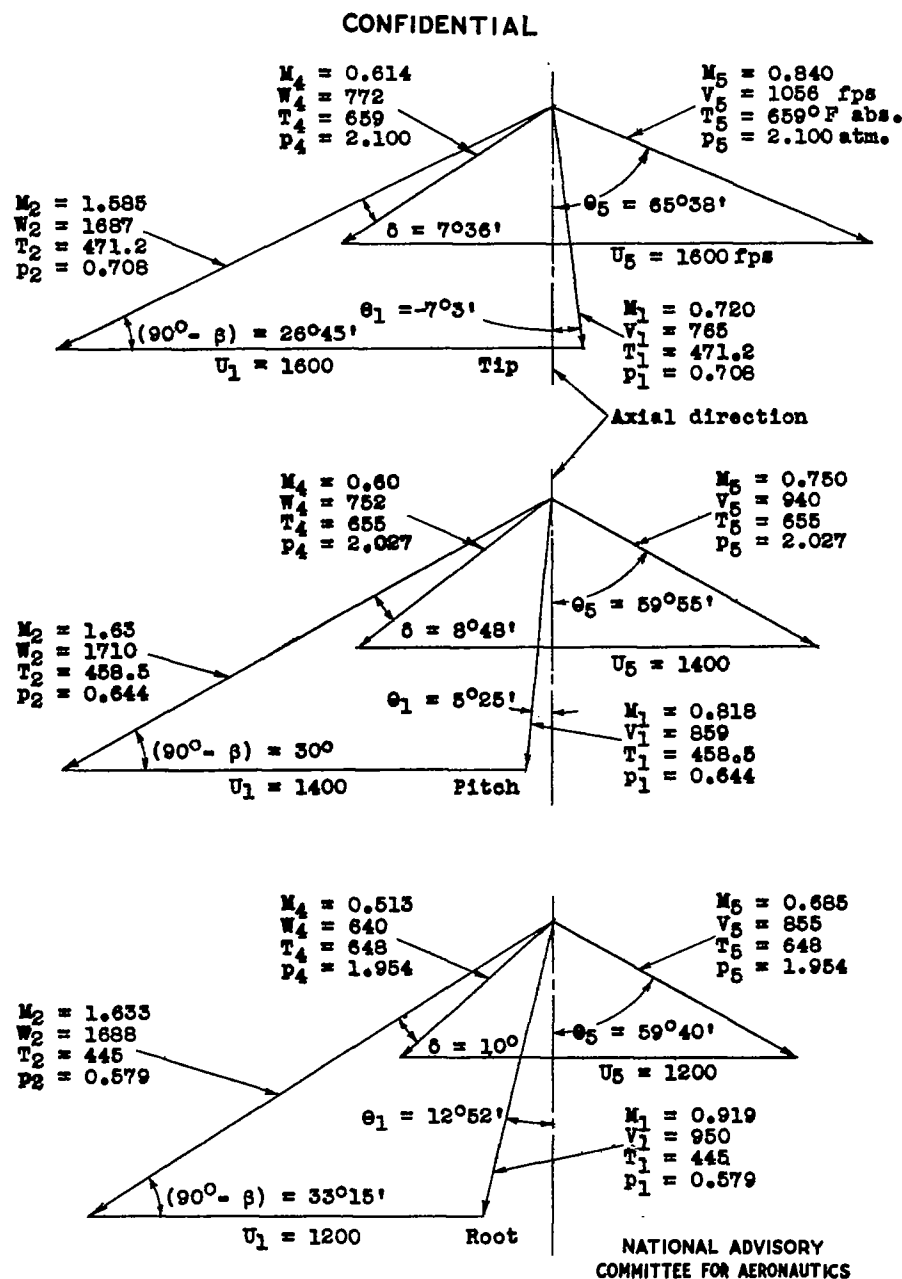 CONFIDENTIAL
M4 = 0.614
W4 = 772
T4 = 659
p4 = 2.100
M5 = 0.840
V5 = 1056 fps
T5 = 659° F abs.
p5 = 2.100 atm.
M2 = 1.585
W2 = 1687
T2 = 471.2
p2 = 0.708
δ = 7°36'
θ5 = 65°38'
U5 = 1600 fps
θ1 = -7°3'
(90°- β) = 26°45'
U1 = 1600
Tip
M1 = 0.720
V1 = 765
T1 = 471.2
p1 = 0.708
Axial direction
M4 = 0.60
W4 = 752
T4 = 655
p4 = 2.027
M5 = 0.750
V5 = 940
T5 = 655
p5 = 2.027
M2 = 1.63
W2 = 1710
T2 = 458.5
p2 = 0.644
δ = 8°48'
θ5 = 59°55'
U5 = 1400
θ1 = 5°25'
(90°- β) = 30°
U1 = 1400
Pitch
M1 = 0.818
V1 = 859
T1 = 458.5
p1 = 0.644
M4 = 0.513
W4 = 640
T4 = 648
p4 = 1.954
M5 = 0.685
V5 = 855
T5 = 648
p5 = 1.954
M2 = 1.633
W2 = 1688
T2 = 445
p2 = 0.579
δ = 10°
θ5 = 59°40'
U5 = 1200
θ1 = 12°52'
(90°- β) = 33°15'
U1 = 1200
Root
M1 = 0.919
V1 = 950
T1 = 445
p1 = 0.579
NATIONAL ADVISORY
COMMITTEE FOR AERONAUTICS